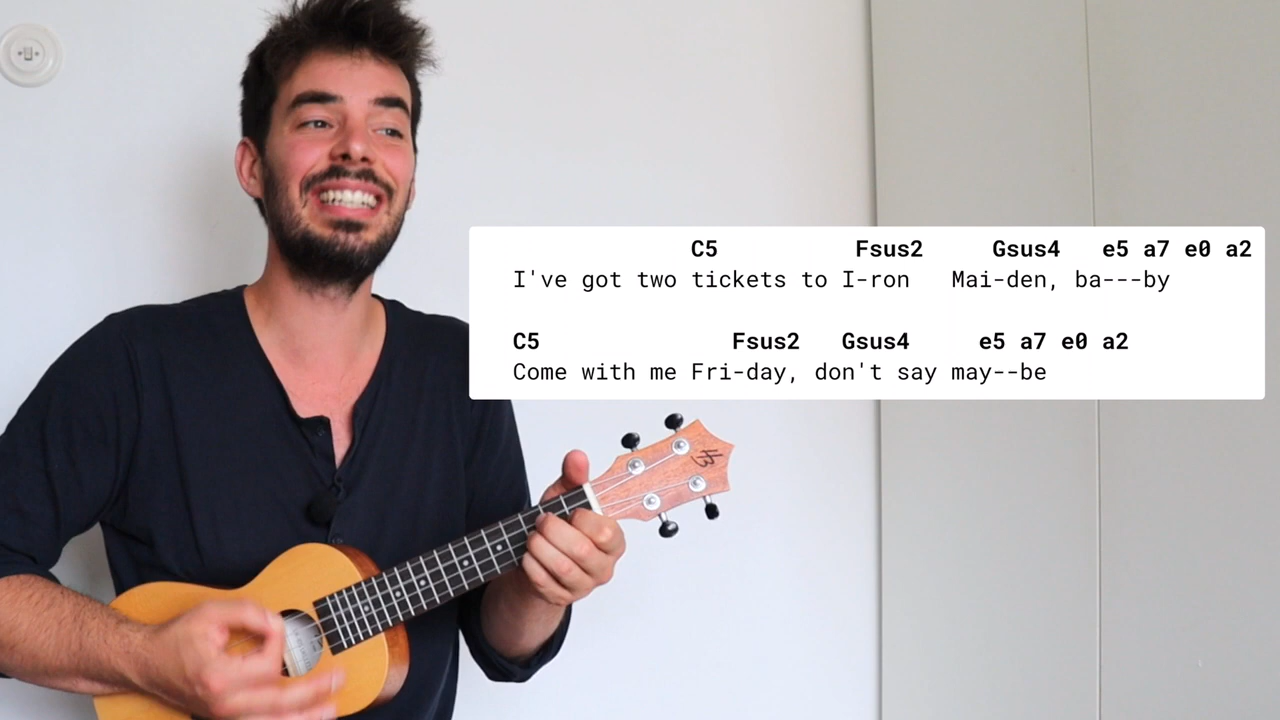 C5 Fsus2 Gsus4 e5 a7 e0 a2
I've got two tickets to I-ron Mai-den, ba---by
C5 Fsus2 Gsus4 e5 a7 e0 a2
Come with me Fri-day, don't say may--be